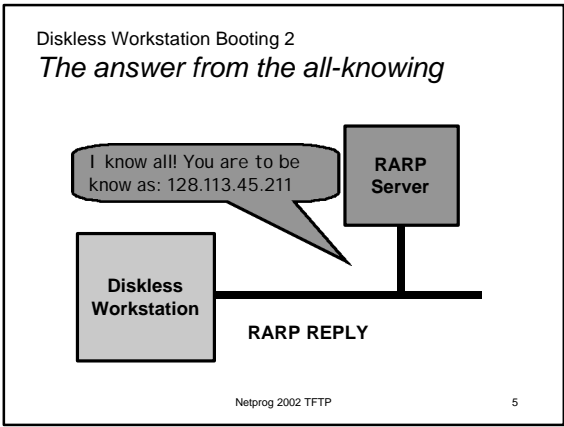 Diskless Workstation Booting 2
The answer from the all-knowing
I know all! You are to be
know as: 128.113.45.211
RARP
Server
Diskless
Workstation
RARP REPLY
Netprog 2002 TFTP
5